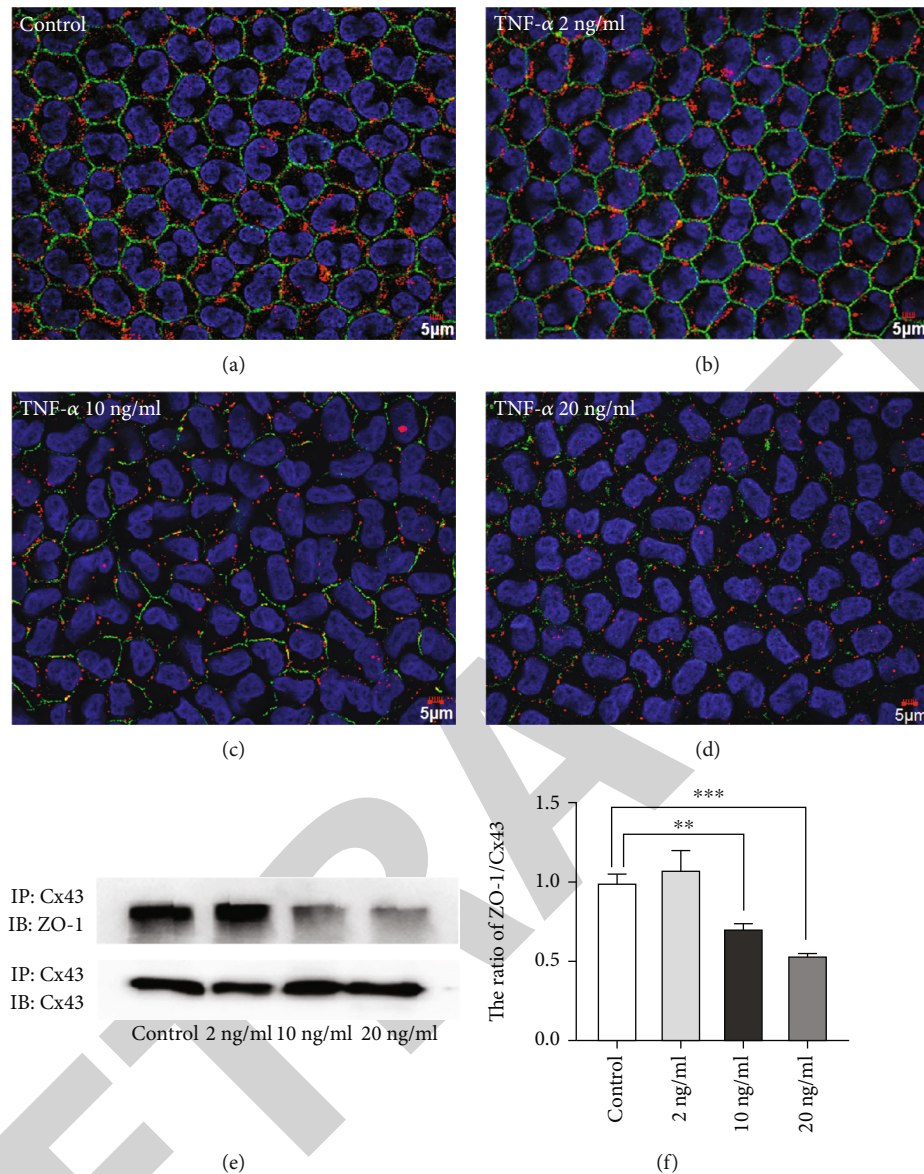 Control
TNF-α 2 ng/ml
5μm
5μm
(a)
(b)
TNF-α 10 ng/ml
TNF-α 20 ng/ml
5μm
5μm
(c)
(d)
IP: Cx43
IB: ZO-1
IP: Cx43
IB: Cx43
Control 2 ng/ml 10 ng/ml 20 ng/ml
(e)
The ratio of ZO-1/Cx43
1.5
1.0
0.5
0.0
***
**
Control
2 ng/ml
10 ng/ml
20 ng/ml
(f)